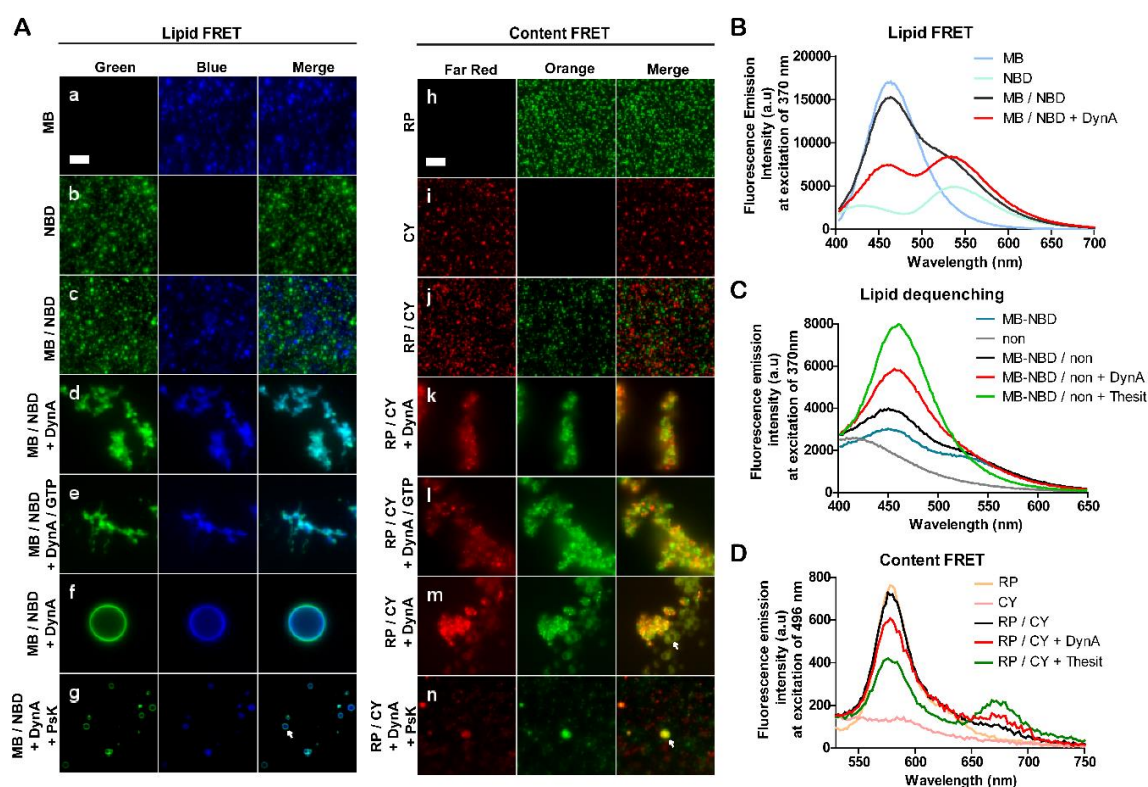 A
Lipid FRET
Green Blue Merge
a
MB
b
NBD
c
MB / NBD
d
MB / NBD
+ DynA
e
MB / NBD
+ DynA / GTP
f
MB / NBD
+ DynA
g
MB / NBD
+ DynA
+ PsK
Content FRET
Far Red Orange Merge
h
RP
i
CY
j
RP / CY
k
RP / CY
+ DynA
l
RP / CY
+ DynA / GTP
m
RP / CY
+ DynA
n
RP / CY
+ DynA
+ PsK
B
Lipid FRET
Fluorescence Emission
Intensity (a.u)
at excitation of 370 nm
20000
15000
10000
5000
0
MB
NBD
MB / NBD
MB / NBD + DynA
400 450 500 550 600 650 700
Wavelength (nm)
C
Lipid dequenching
Fluorescence emission
intensity (a.u)
at excitation of 370nm
8000
6000
4000
2000
0
MB-NBD
non
MB-NBD / non
MB-NBD / non + DynA
MB-NBD / non + Thesit
400 450 500 550 600 650
Wavelength (nm)
D
Content FRET
Fluorescence emission
intensity (a.u)
at excitation of 496 nm
800
600
400
200
0
RP
CY
RP / CY
RP / CY + DynA
RP / CY + Thesit
550 600 650 700 750
Wavelength (nm)